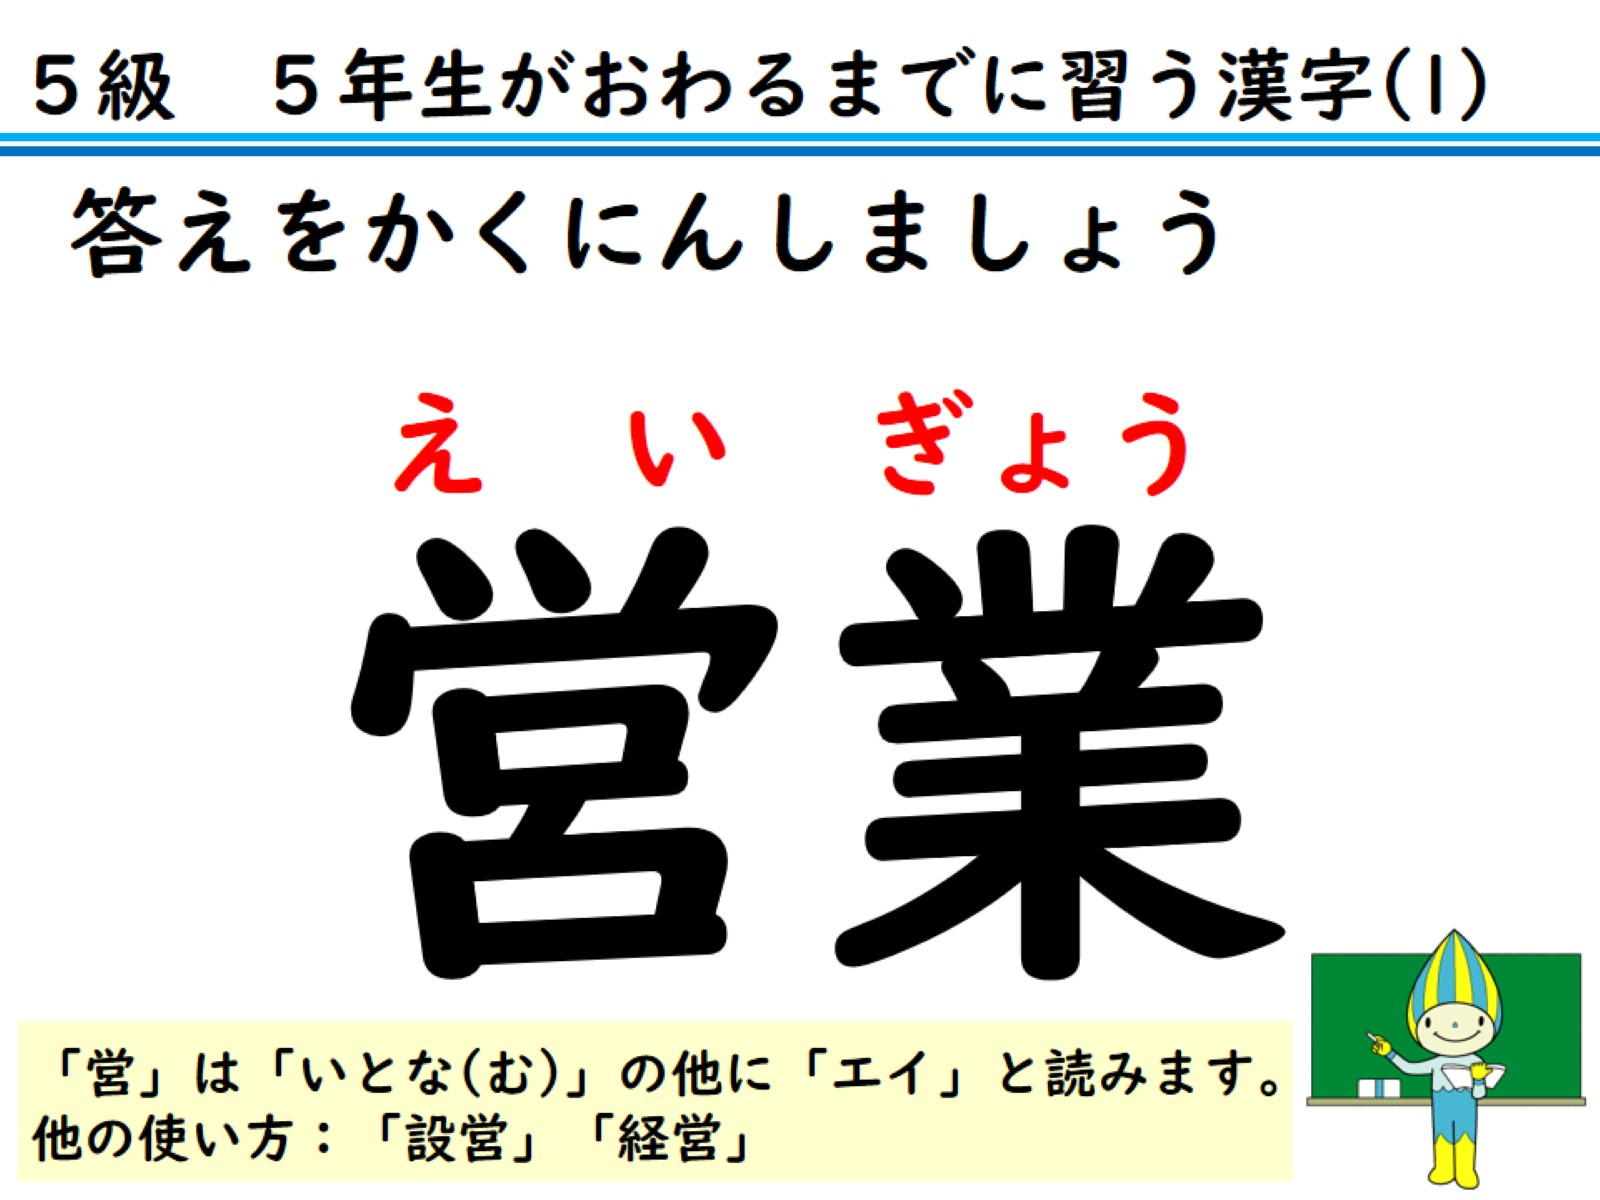 ５級　５年生がおわるまでに習う漢字(1)
答えをかくにんしましょう
えいぎょう
営業
「営」は「いとな(む)」の他に「エイ」と読みます。
他の使い方：「設営」「経営」